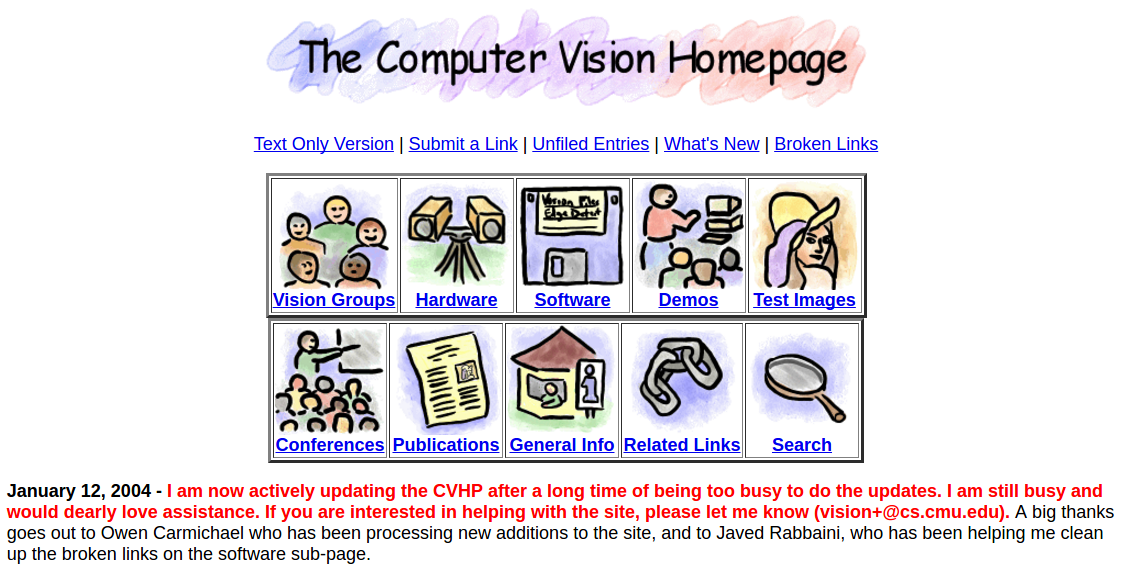 The Computer Vision Homepage
Text Only Version | Submit a Link | Unfiled Entries | What's New | Broken Links
Edge Detect
Vision Groups Hardware Software Demos Test Images
Conferences Publications General Info Related Links Search
January 12, 2004 - I am now actively updating the CVHP after a long time of being too busy to do the updates. I am still busy and
would dearly love assistance. If you are interested in helping with the site, please let me know (vision+@cs.cmu.edu). A big thanks
goes out to Owen Carmichael who has been processing new additions to the site, and to Javed Rabbaini, who has been helping me clean
up the broken links on the software sub-page.